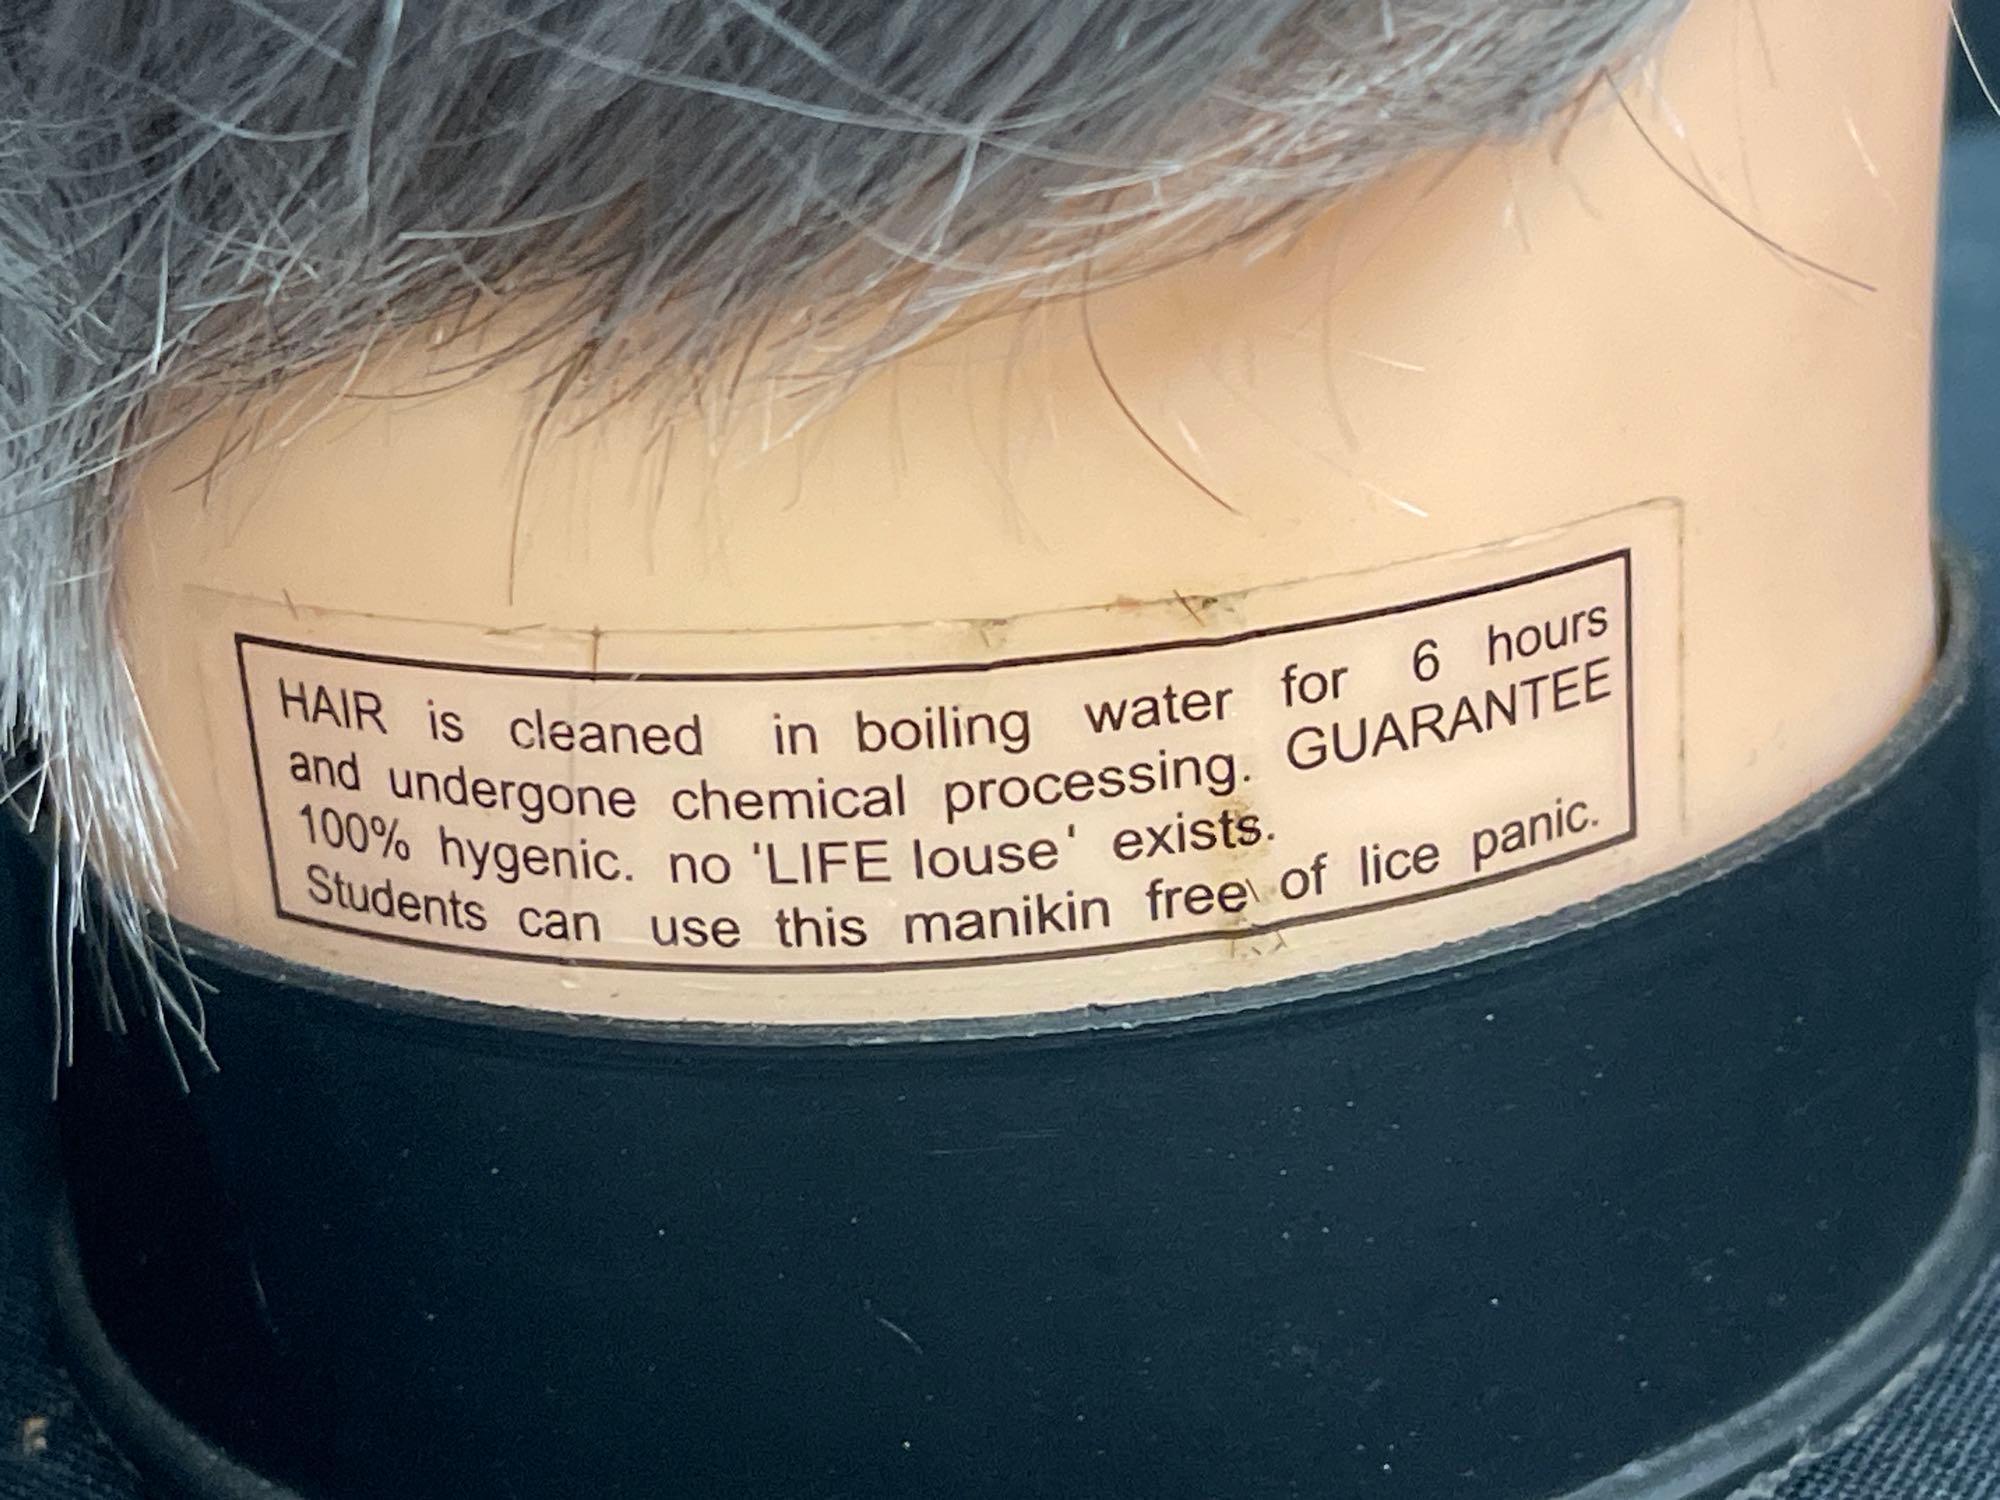 HAIR is cleaned in boiling water for 6 hours
and undergone chemical processing. GUARANTEE
100% hygenic. no 'LIFE louse' exists.
Students can use this manikin free of lice panic.